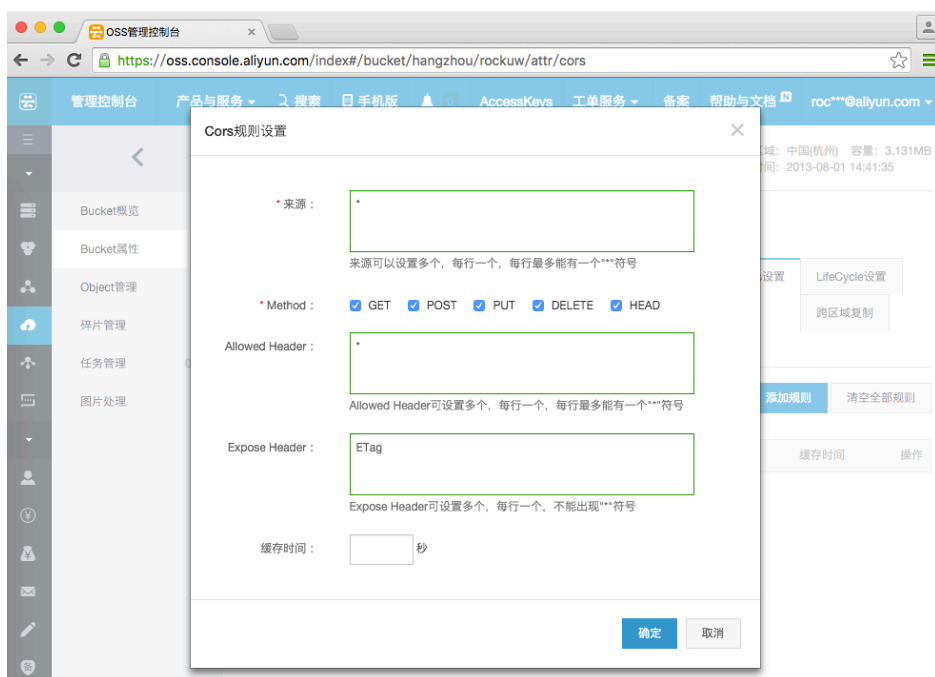 OSS管理控制台
https://oss.console.aliyun.com/index#/bucket/hangzhou/rockuw/attr/cors
管理控制台 产品与服务 搜索 手机版 AccessKeys 工单服务 备案 帮助与文档 N roc***@aliyun.com
Cors规则设置
域: 中国(杭州) 容量: 3.131MB
间: 2013-08-01 14:41:35
Bucket概览
Bucket属性
Object管理
碎片管理
任务管理 0
图片处理
* 来源:
*
来源可以设置多个，每行一个，每行最多能有一个"*"符号
* Method: GET POST PUT DELETE HEAD
Allowed Header:
*
Allowed Header可设置多个，每行一个，每行最多能有一个"*"符号
Expose Header:
ETag
Expose Header可设置多个，每行一个，不能出现"*"符号
缓存时间: 秒
确定 取消
设置 LifeCycle设置
跨区域复制
添加规则 清空全部规则
缓存时间 操作